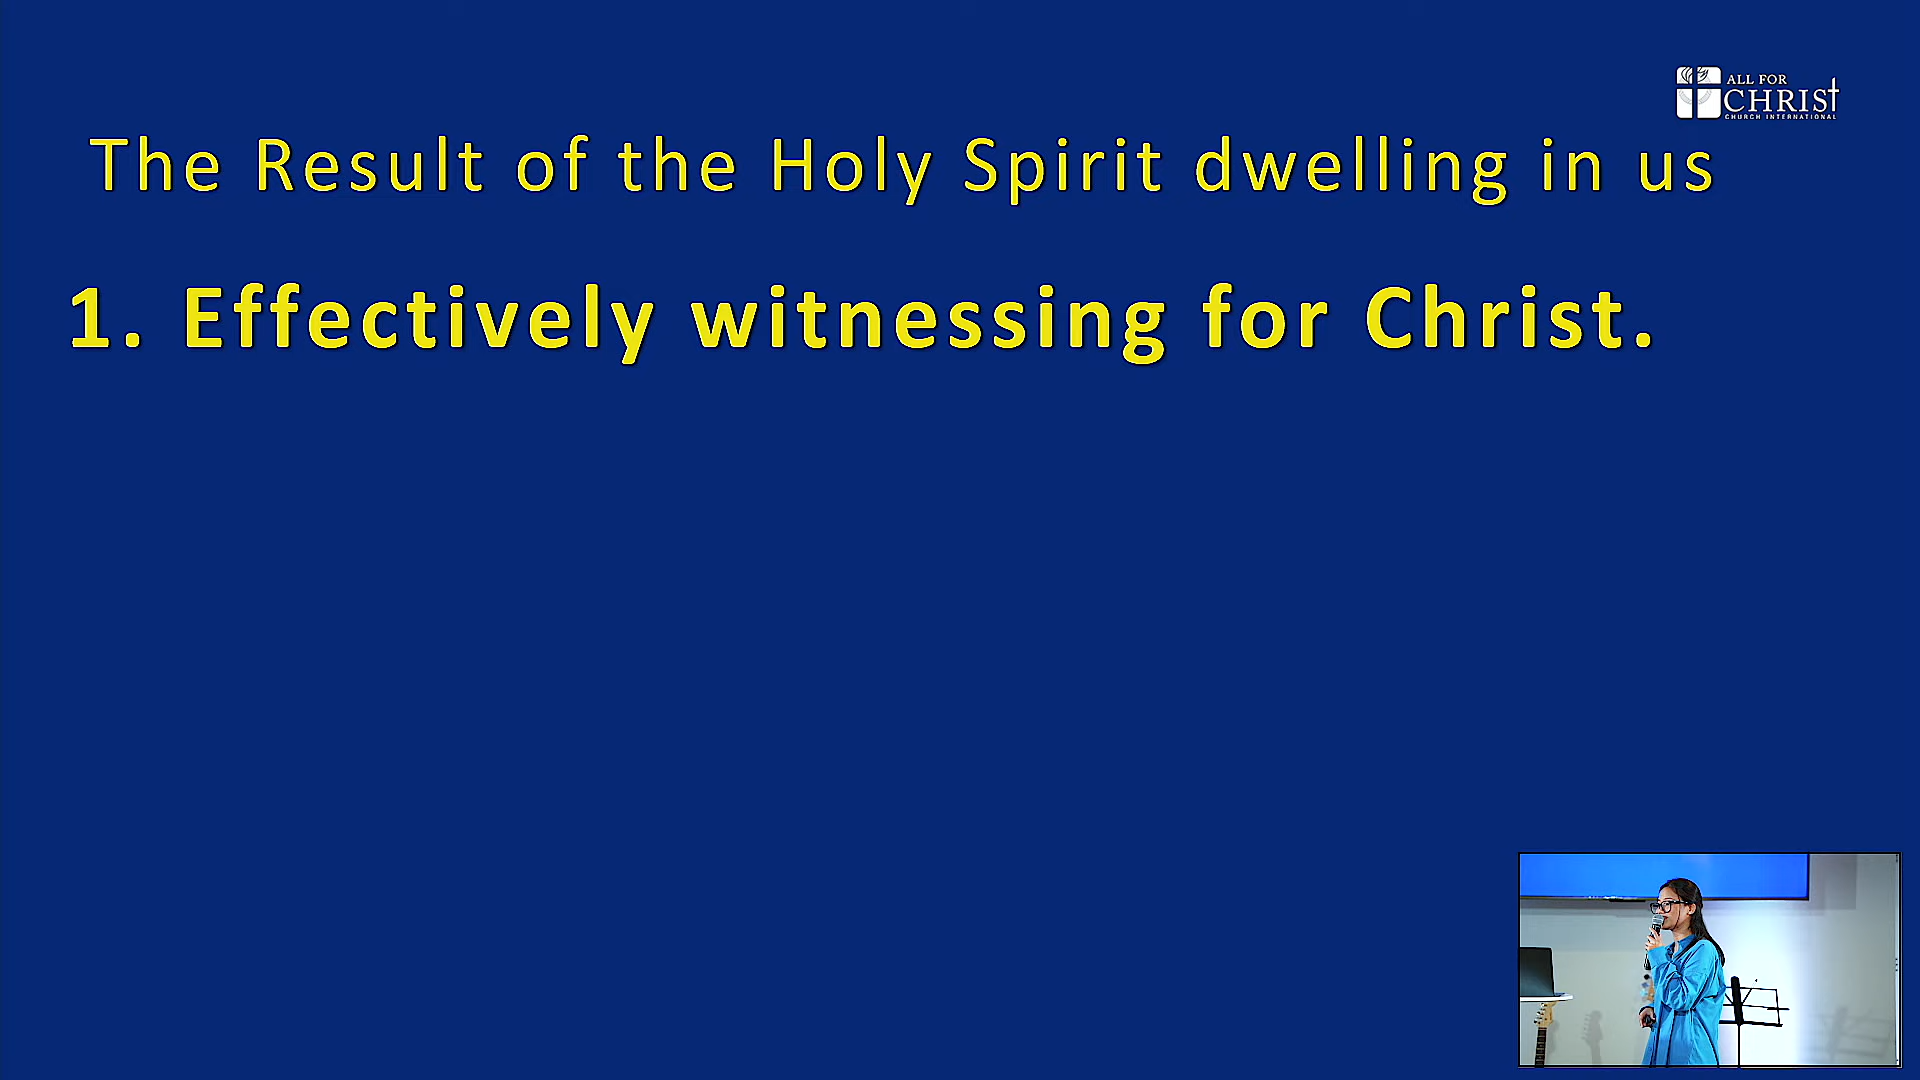 ALL FOR
CHRIST
CHURCH INTERNATIONAL
The Result of the Holy Spirit dwelling in us
1. Effectively witnessing for Christ.